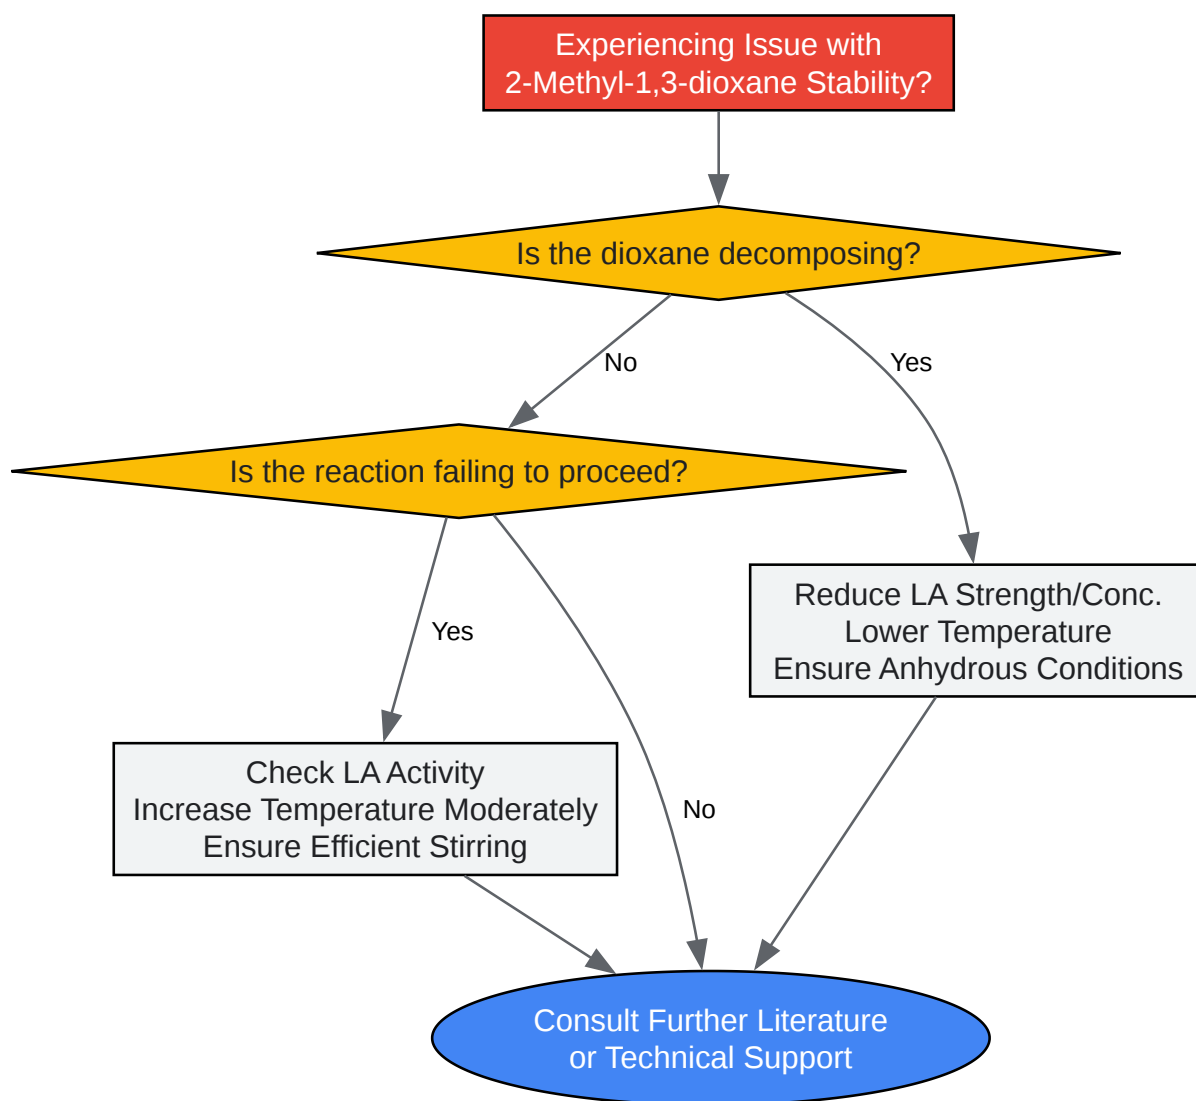 Experiencing Issue with
2-Methyl-1,3-dioxane Stability?
Is the dioxane decomposing?
No
Yes
Is the reaction failing to proceed?
Reduce LA Strength/Conc.
Lower Temperature
Ensure Anhydrous Conditions
Yes
Check LA Activity
Increase Temperature Moderately
Ensure Efficient Stirring
No
Consult Further Literature
or Technical Support